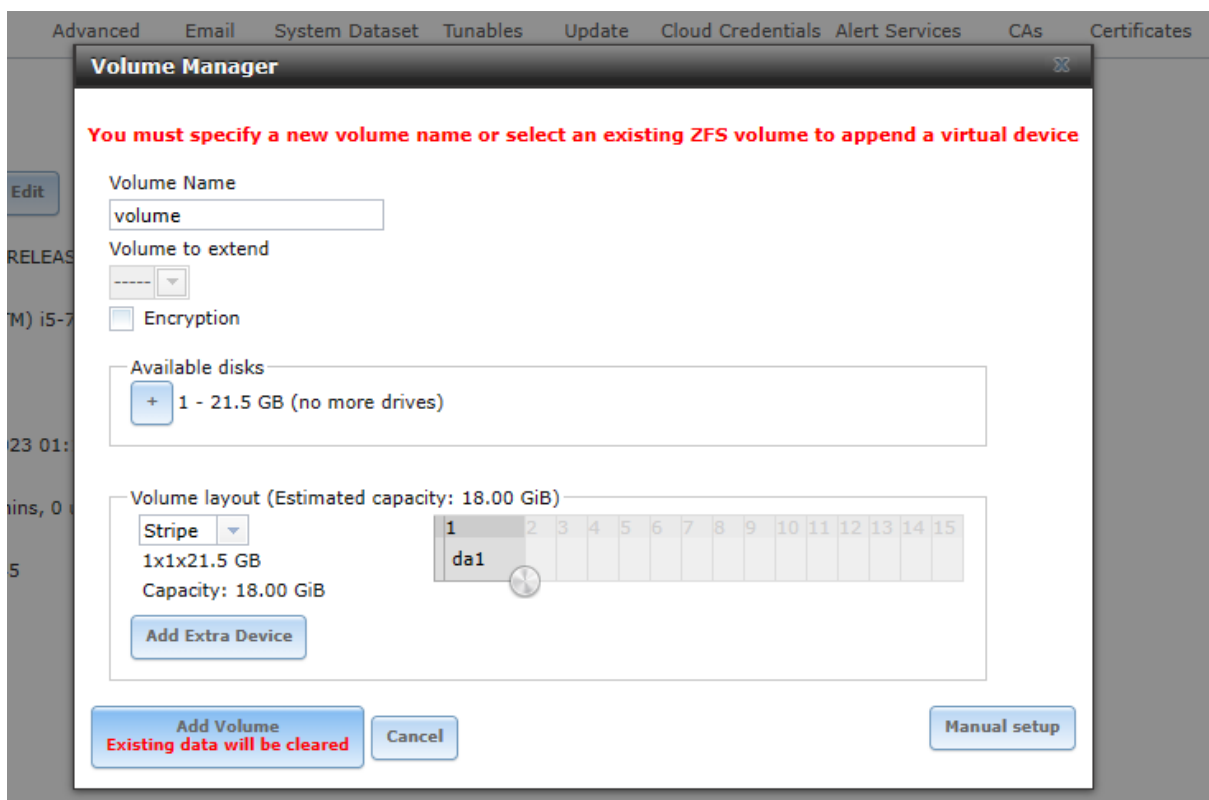 Advanced Email System Dataset Tunables Update Cloud Credentials Alert Services CAs Certificates
Volume Manager
You must specify a new volume name or select an existing ZFS volume to append a virtual device
Edit
Volume Name
volume
RELEAS
Volume to extend
-----
TM) i5-7
Encryption
Available disks
+ 1 - 21.5 GB (no more drives)
023 01:
Volume layout (Estimated capacity: 18.00 GiB)
nins, 0 u
Stripe
1 2 3 4 5 6 7 8 9 10 11 12 13 14 15
1x1x21.5 GB
da1
5
Capacity: 18.00 GiB
Add Extra Device
Add Volume
Existing data will be cleared
Cancel
Manual setup